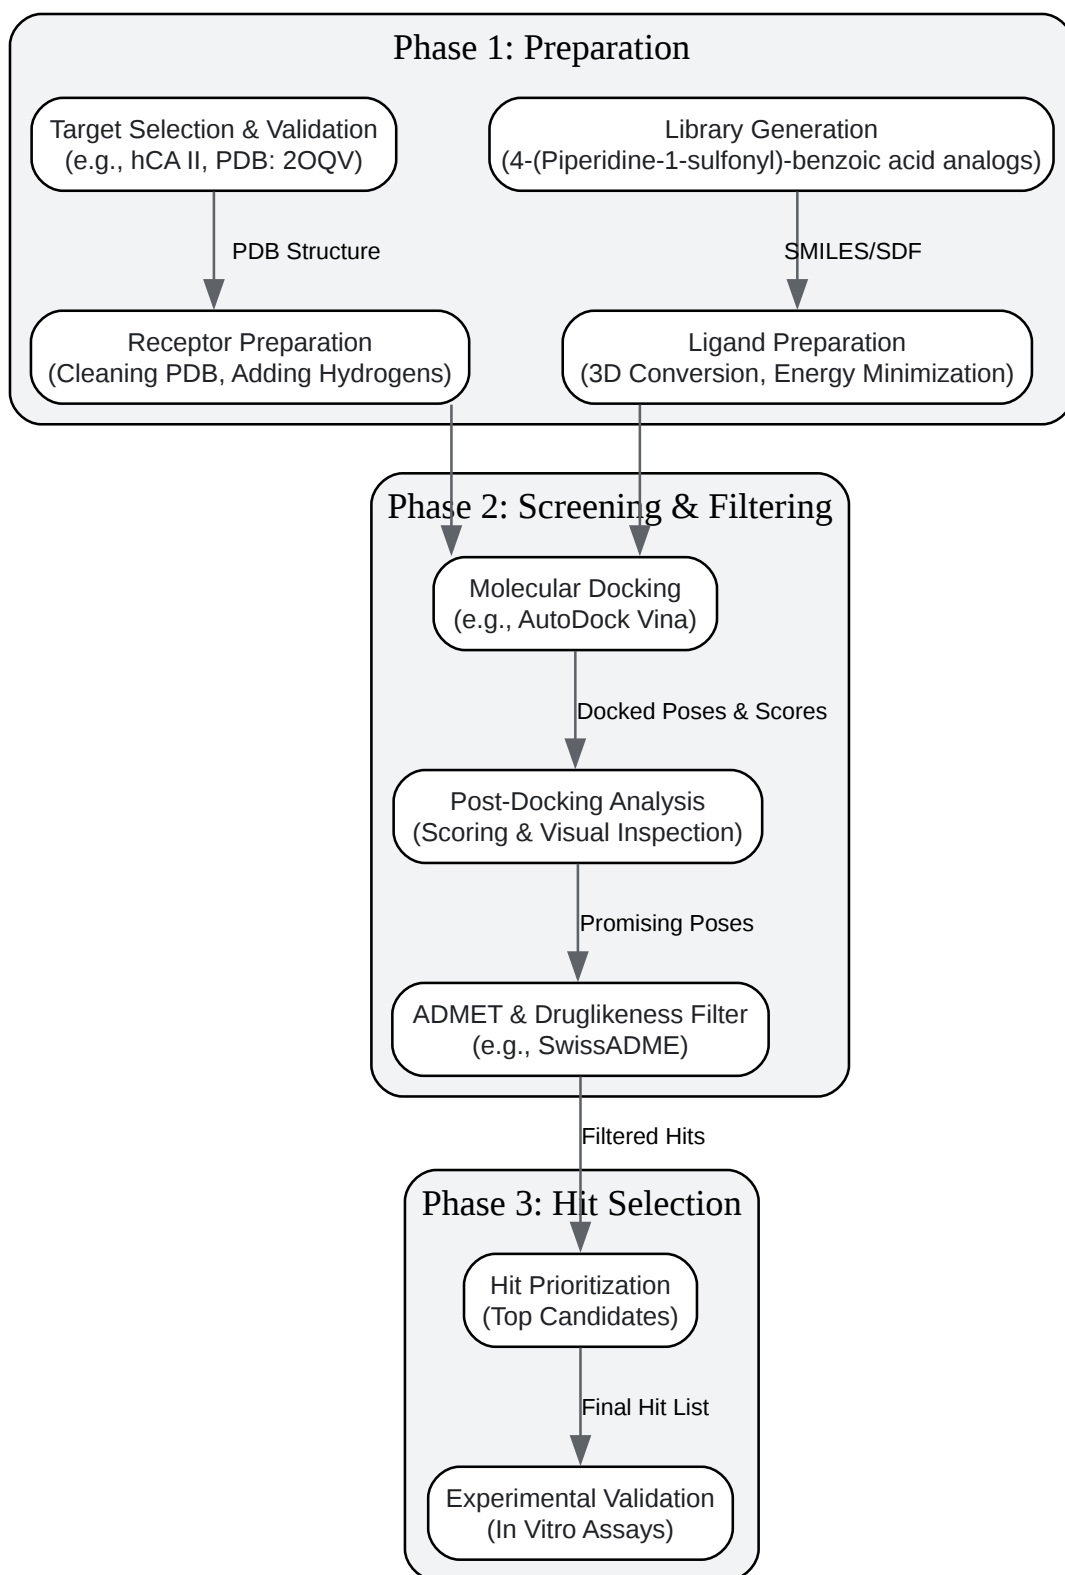 Phase 1: Preparation
Target Selection & Validation
(e.g., hCA II, PDB: 2OQV)
Library Generation
(4-(Piperidine-1-sulfonyl)-benzoic acid analogs)
PDB Structure
SMILES/SDF
Receptor Preparation
(Cleaning PDB, Adding Hydrogens)
Ligand Preparation
(3D Conversion, Energy Minimization)
Phase 2: Screening & Filtering
Molecular Docking
(e.g., AutoDock Vina)
Docked Poses & Scores
Post-Docking Analysis
(Scoring & Visual Inspection)
Promising Poses
ADMET & Druglikeness Filter
(e.g., SwissADME)
Filtered Hits
Phase 3: Hit Selection
Hit Prioritization
(Top Candidates)
Final Hit List
Experimental Validation
(In Vitro Assays)